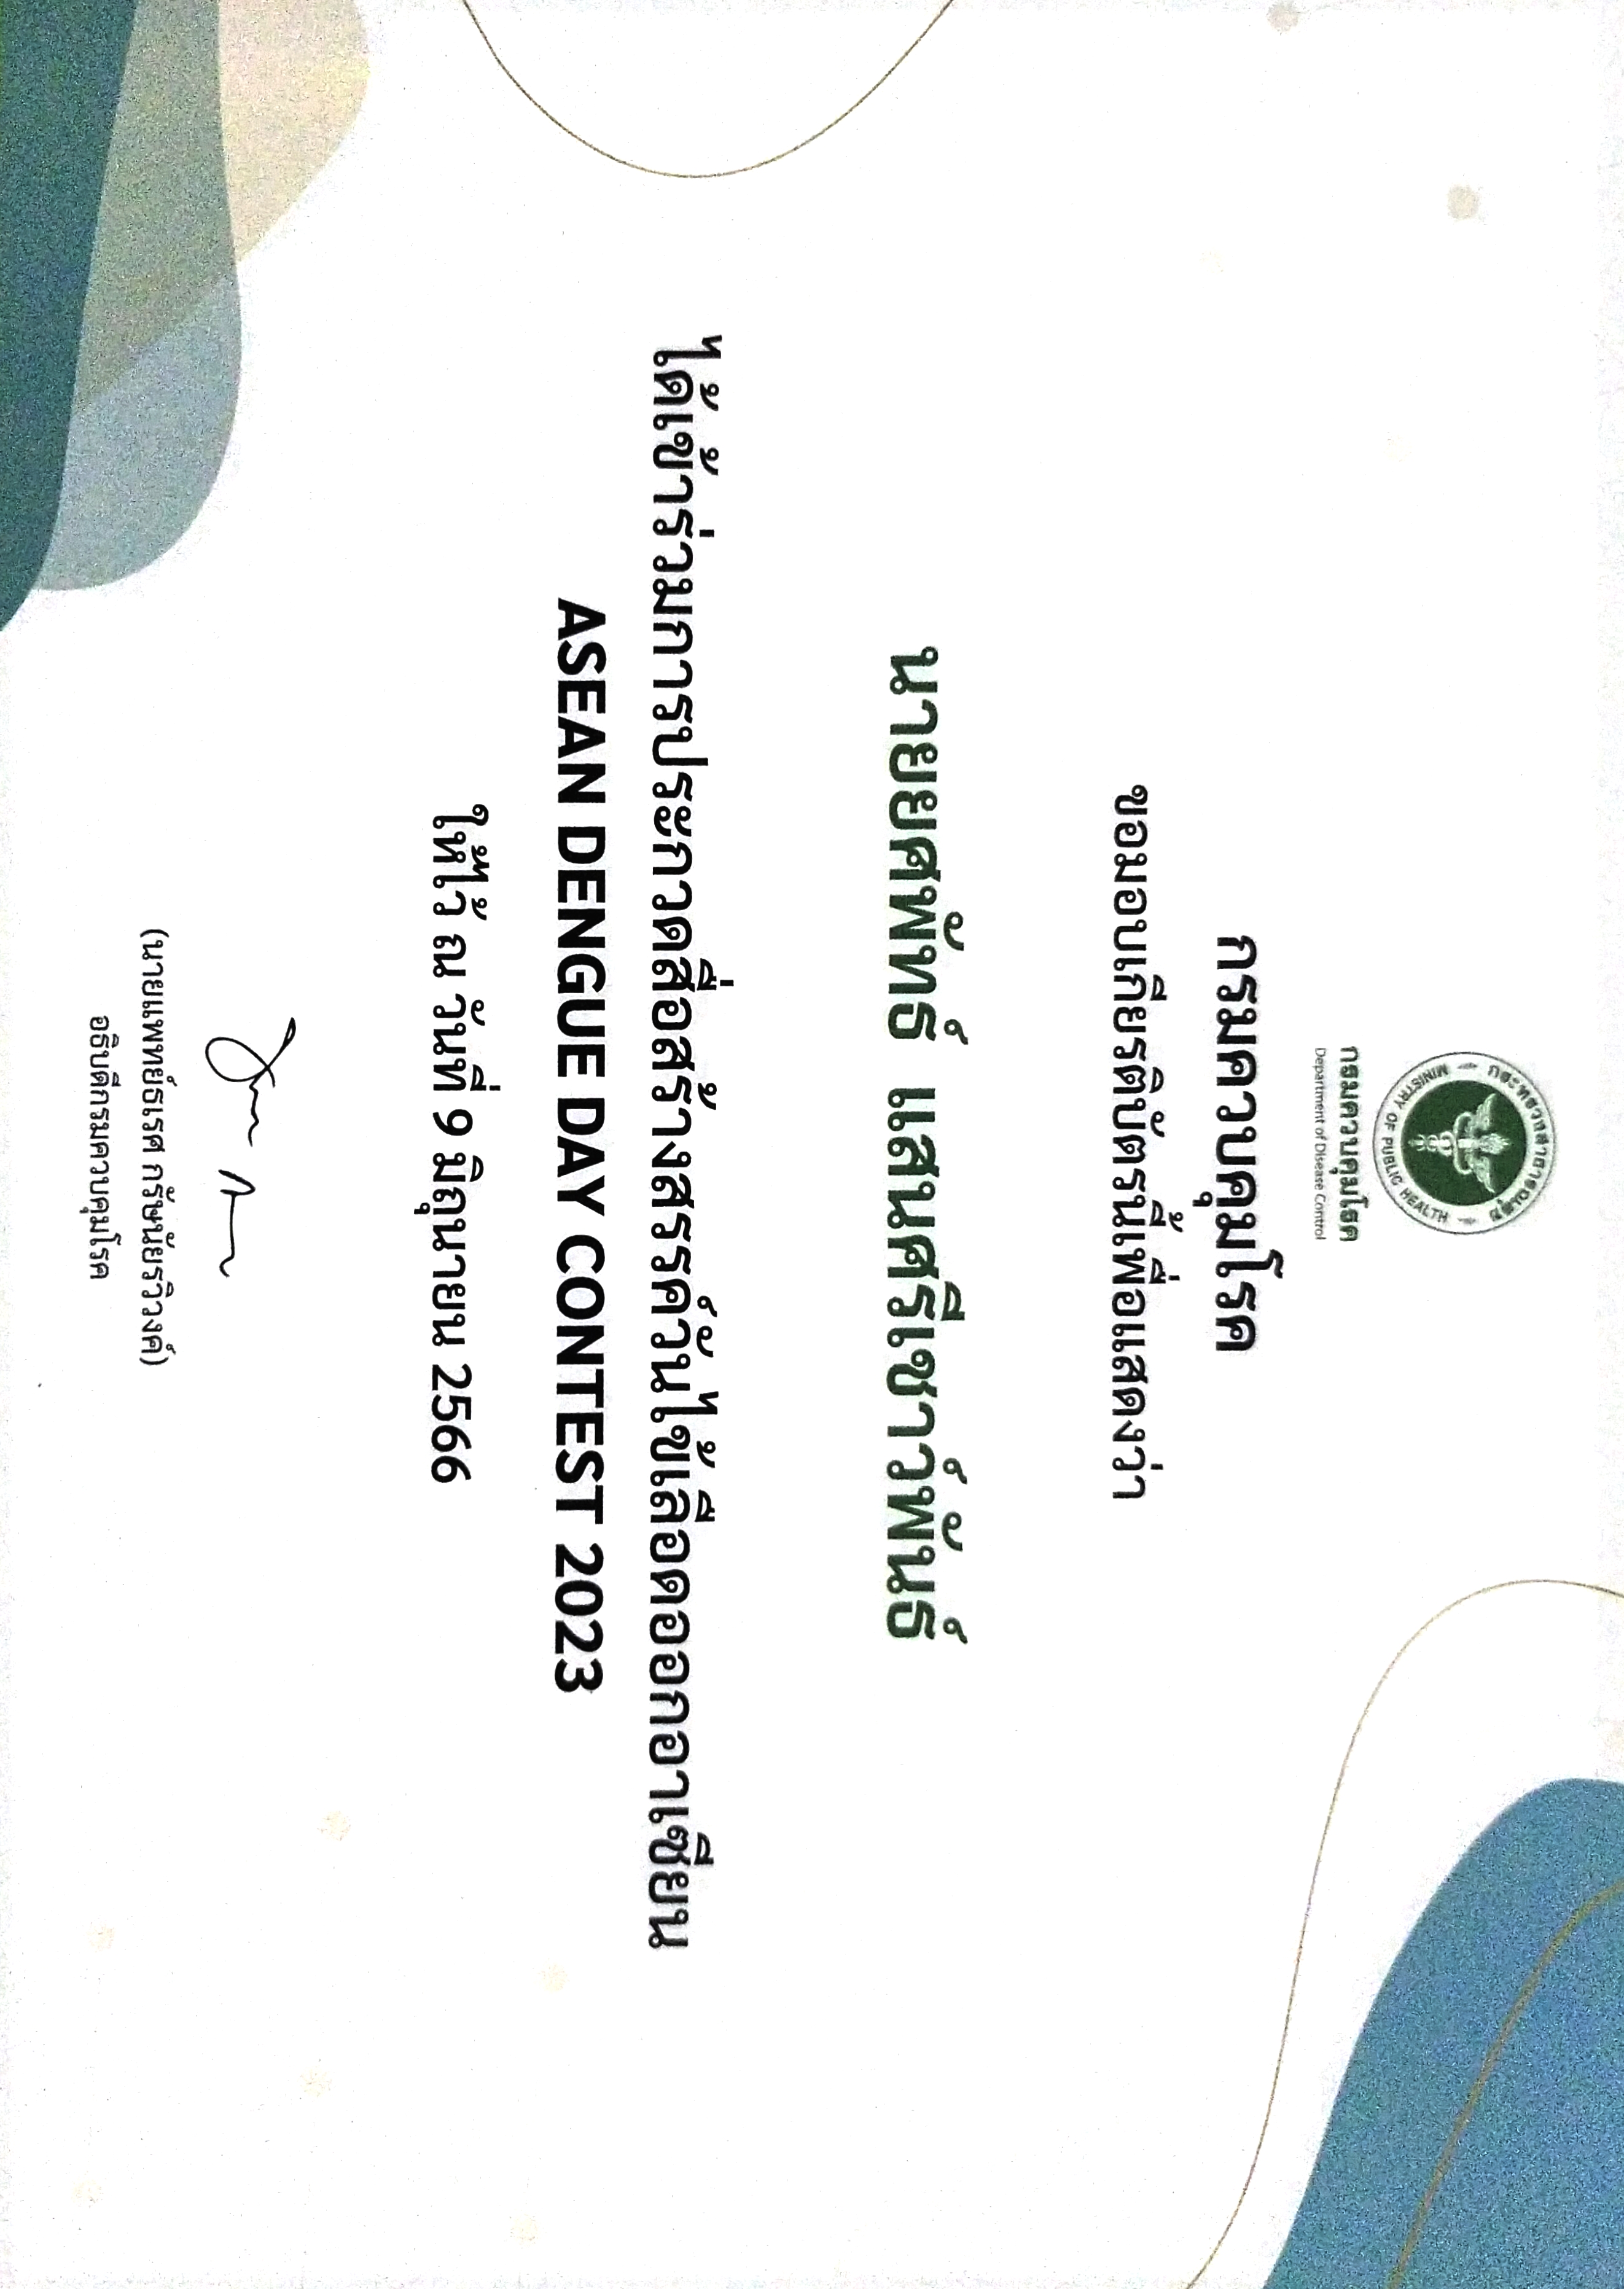 กระทรวงสาธารณสุข
MINISTRY OF PUBLIC HEALTH
กรมควบคุมโรค
Department of Disease Control
กรมควบคุมโรค
ขอมอบเกียรติบัตรนี้เพื่อแสดงว่า
นายยศพัทธ์ แสนศรีเชาว์พันธ์
ได้เข้าร่วมการประกวดสื่อสร้างสรรค์วันไข้เลือดออกอาเซียน
ASEAN DENGUE DAY CONTEST 2023
ให้ไว้ ณ วันที่ 9 มิถุนายน 2566
(นายแพทย์ธเรศ กรัษนัยรวิวงค์)
อธิบดีกรมควบคุมโรค